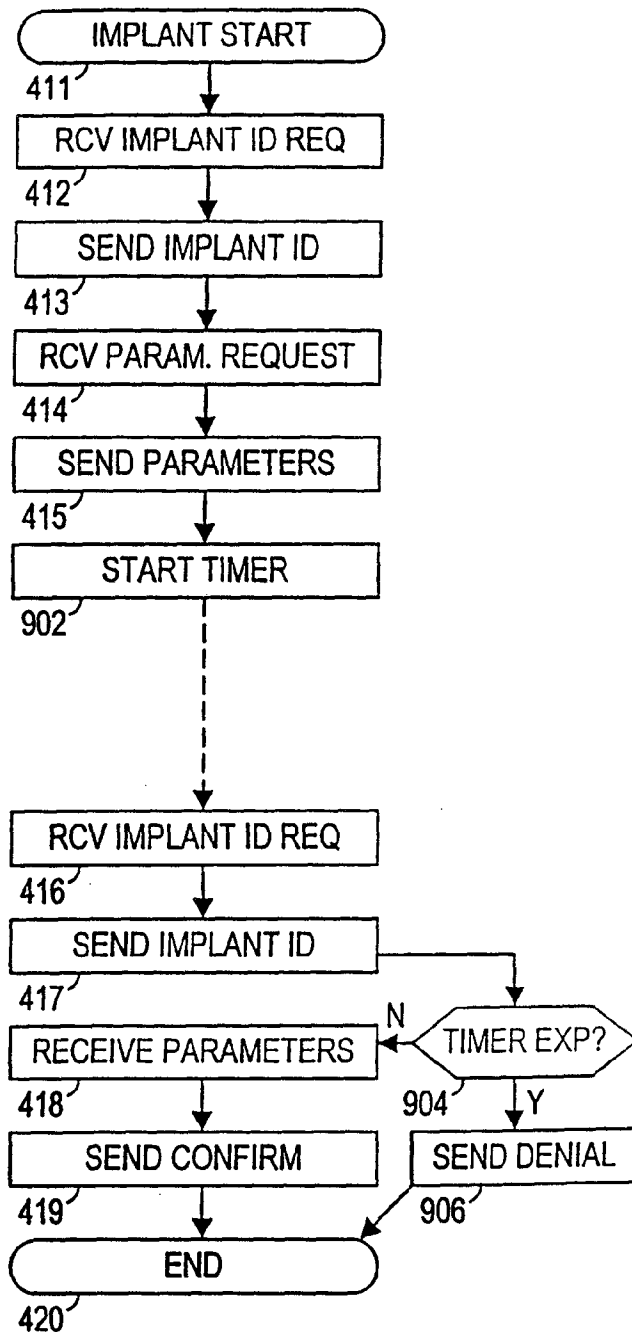 IMPLANT START
411
RCV IMPLANT ID REQ
412
SEND IMPLANT ID
413
RCV PARAM. REQUEST
414
SEND PARAMETERS
415
START TIMER
902
RCV IMPLANT ID REQ
416
SEND IMPLANT ID
417
N
TIMER EXP?
904
Y
RECEIVE PARAMETERS
418
SEND CONFIRM
419
SEND DENIAL
906
END
420